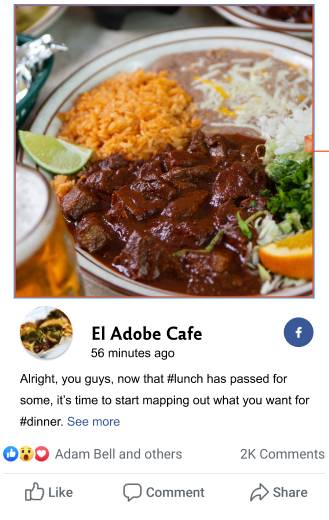 El Adobe Cafe
56 minutes ago
Alright, you guys, now that #lunch has passed for
some, it's time to start mapping out what you want for
#dinner. See more
Adam Bell and others 2K Comments
Like Comment Share